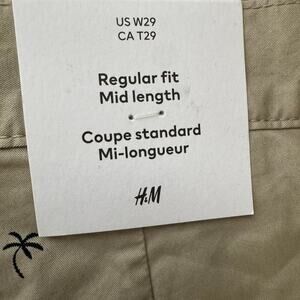 US W29
CA T29
Regular fit
Mid length
Coupe standard
Mi-longueur
H&M